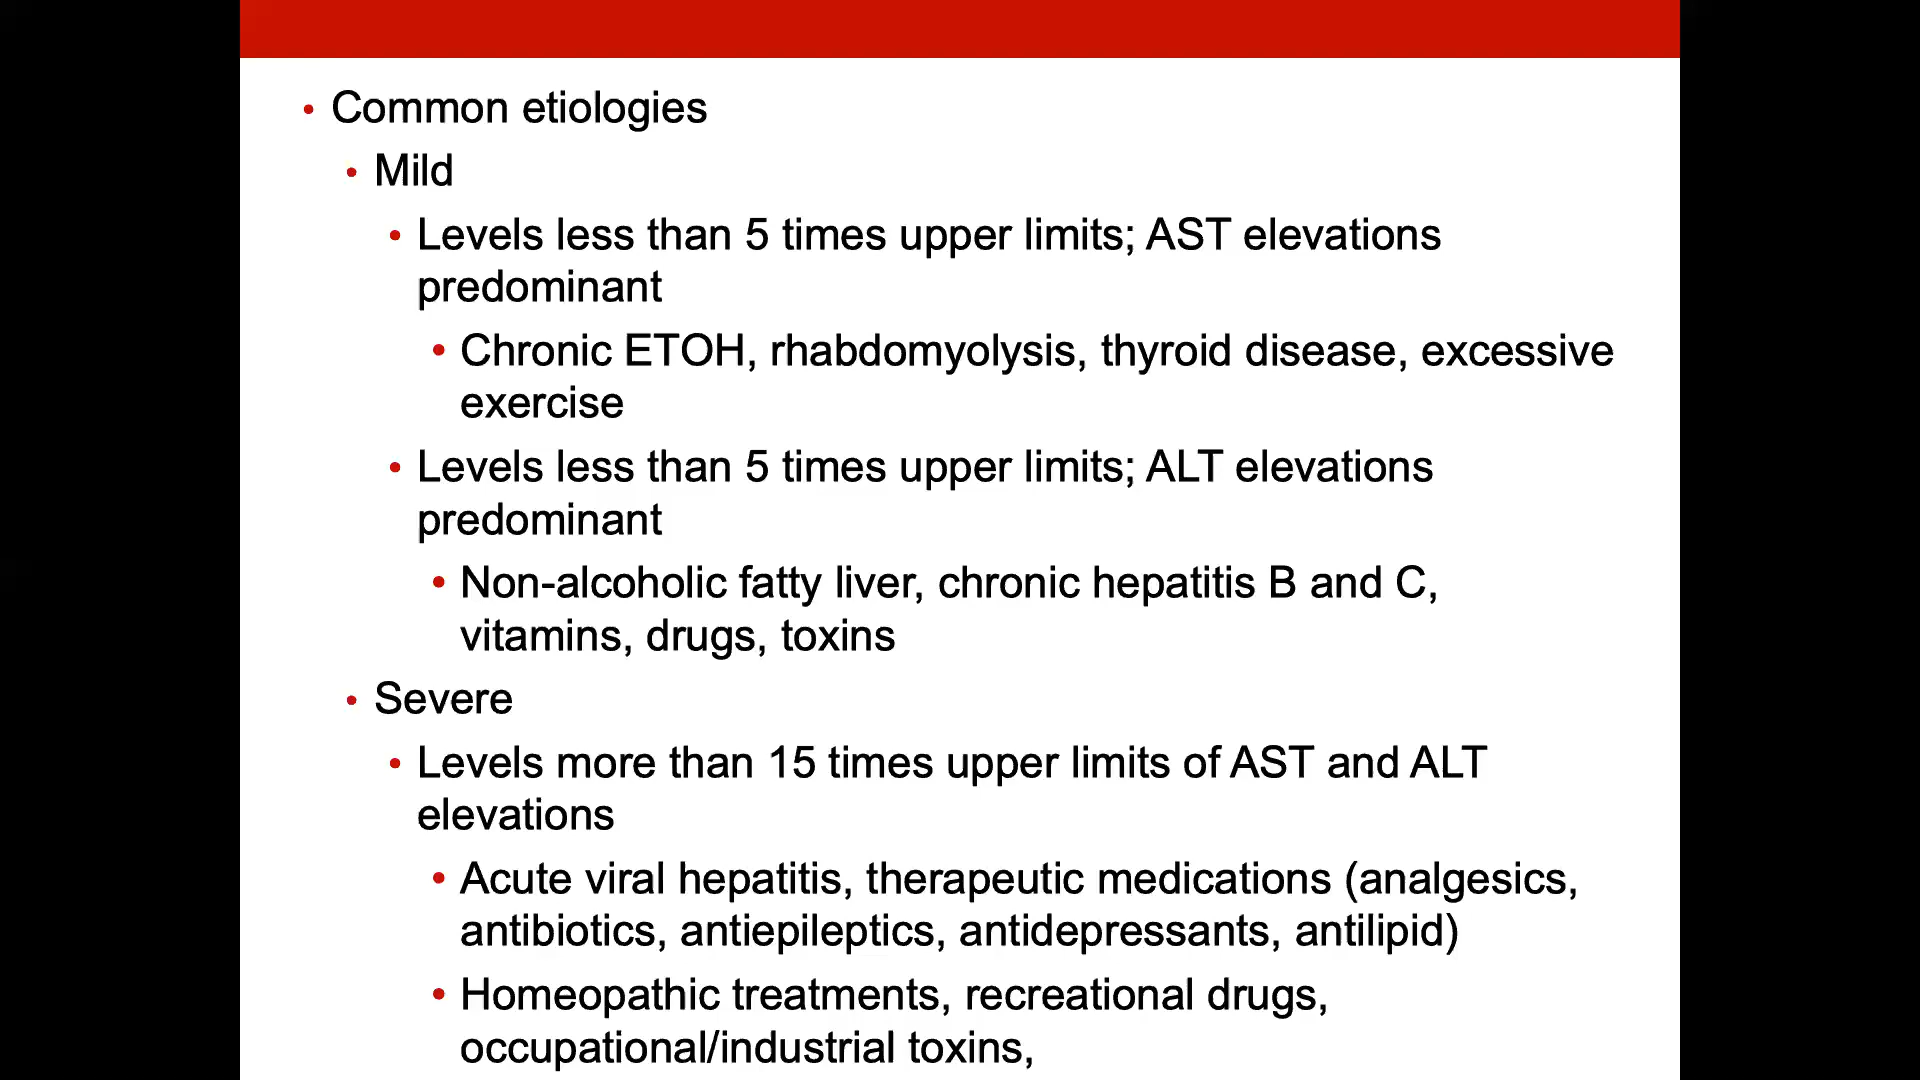 • Common etiologies
• Mild
• Levels less than 5 times upper limits; AST elevations
predominant
• Chronic ETOH, rhabdomyolysis, thyroid disease, excessive
exercise
• Levels less than 5 times upper limits; ALT elevations
predominant
• Non-alcoholic fatty liver, chronic hepatitis B and C,
vitamins, drugs, toxins
• Severe
• Levels more than 15 times upper limits of AST and ALT
elevations
• Acute viral hepatitis, therapeutic medications (analgesics,
antibiotics, antiepileptics, antidepressants, antilipid)
• Homeopathic treatments, recreational drugs,
occupational/industrial toxins,